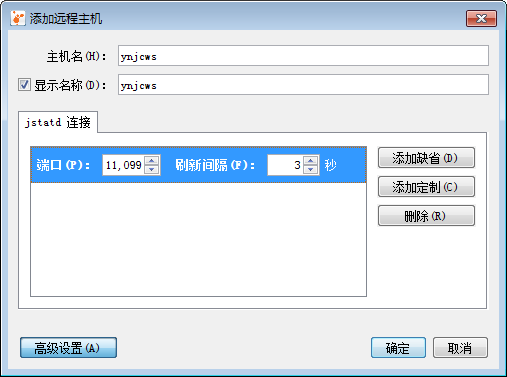 添加远程主机
主机名(H): ynjcws
显示名称(D): ynjcws
jstatd 连接
端口(P): 11,099 刷新间隔(F): 3 秒
添加缺省(D)
添加定制(C)
删除(R)
高级设置(A) 确定 取消